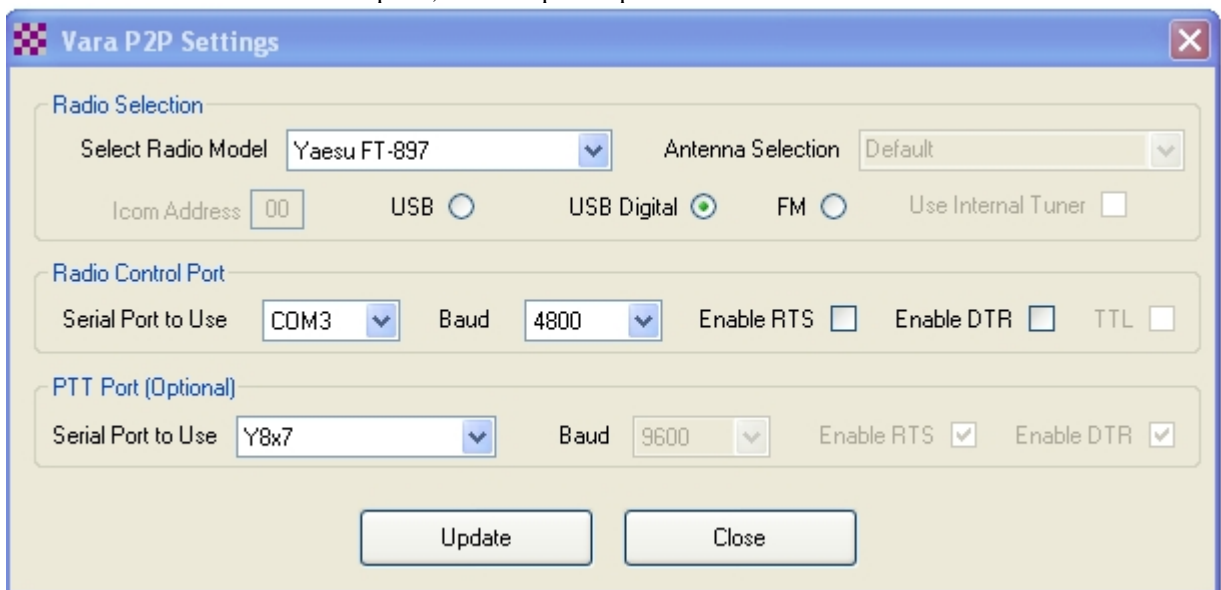 Vara P2P Settings
Radio Selection
Select Radio Model Yaesu FT-897 Antenna Selection Default
Icom Address 00 USB USB Digital FM Use Internal Tuner
Radio Control Port
Serial Port to Use COM3 Baud 4800 Enable RTS Enable DTR TTL
PTT Port (Optional)
Serial Port to Use Y8x7 Baud 9600 Enable RTS Enable DTR
Update Close